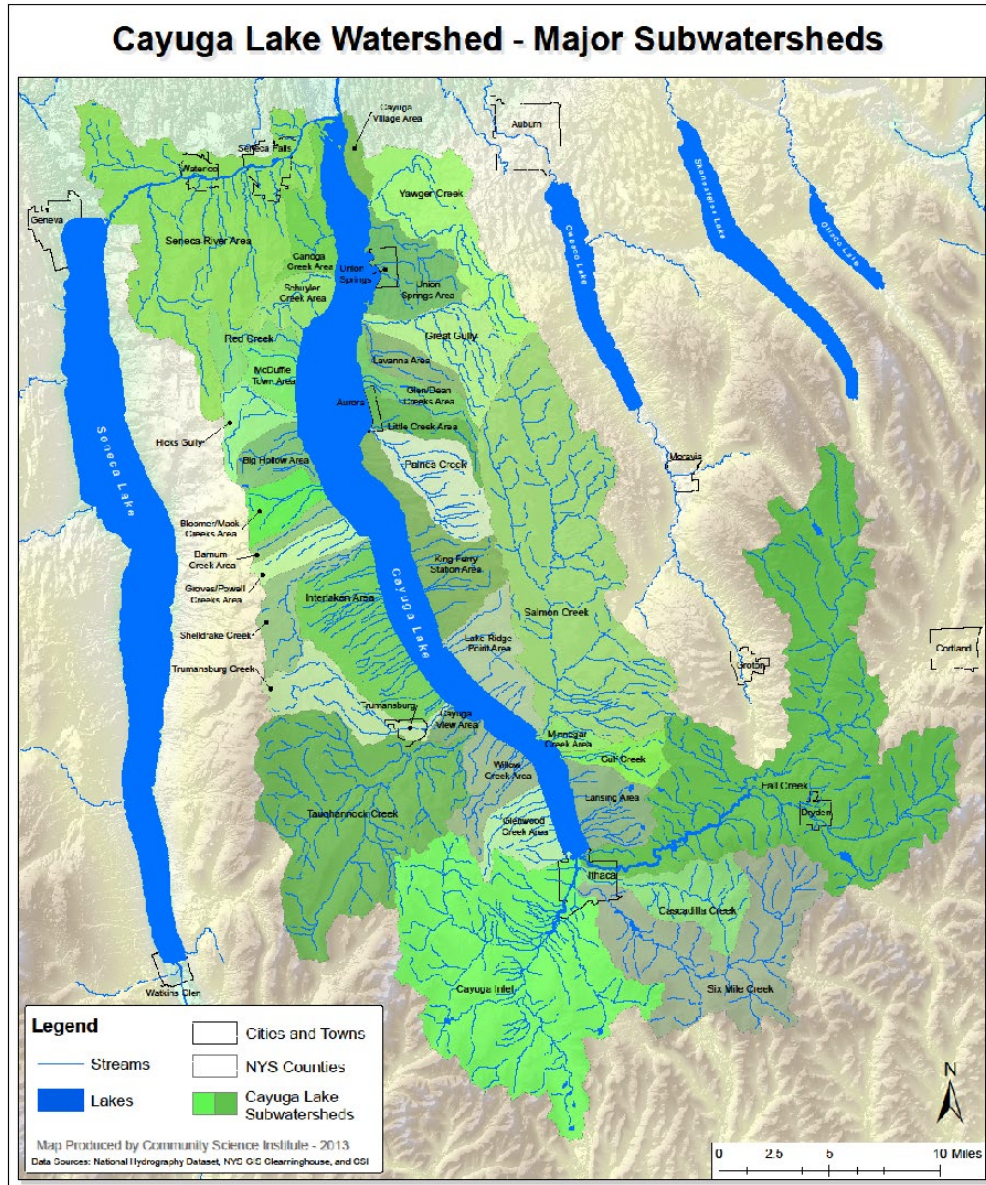 Cayuga Lake Watershed - Major Subwatersheds
Cayuga
Village Area
Auburn
Seneca Falls
Waterloo
Yawger Creek
Skaneateles Lake
Geneva
Owasco Lake
Otisco Lake
Seneca River Area
Canoga
Creek Area
Union
Springs
Schuyler
Creek Area
Union
Springs Area
Red Creek
Great Gully
Lavanna Area
McDuffie
Town Area
Glen/Dean
Creeks Area
Aurora
Little Creek Area
Hicks Gully
Big Hollow Area
Paines Creek
Moravia
Seneca Lake
Bloomer/Mack
Creeks Area
Barnum
Creek Area
King Ferry
Station Area
Groves/Powell
Creeks Area
Interlaken Area
Cayuga Lake
Salmon Creek
Sheldrake Creek
Lake Ridge
Point Area
Cortland
Groton
Trumansburg Creek
Trumansburg
Cayuga
View Area
Minnegar
Creek Area
Gulf Creek
Willow
Creek Area
Fall Creek
Lansing Area
Dryden
Taughannock Creek
Glenwood
Creek Area
Ithaca
Cascadilla Creek
Cayuga Inlet
Six Mile Creek
Watkins Glen
Legend
Streams
Lakes
Cities and Towns
NYS Counties
Cayuga Lake
Subwatersheds
Map Produced by Community Science Institute - 2013
Data Sources: National Hydrography Dataset, NYS GIS Clearninghouse, and CSI
N
0 2.5 5 10 Miles